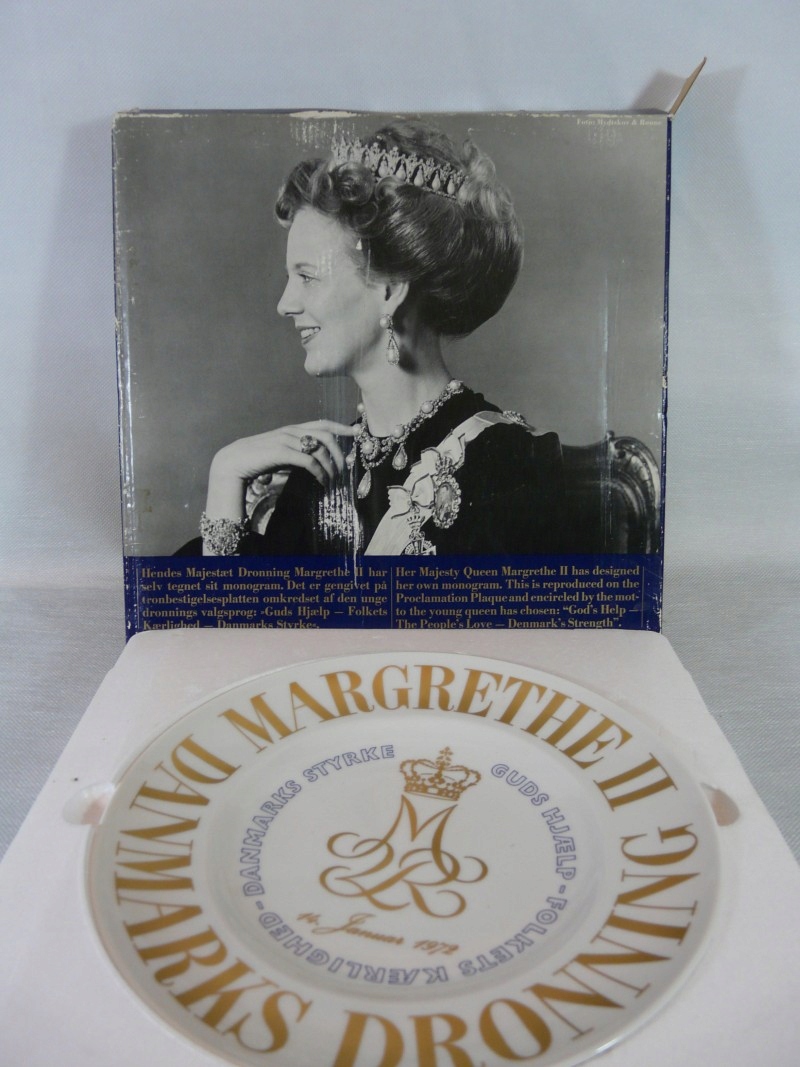 Foto: Rydeskov & Bonne
Hendes Majestæt Dronning Margrethe II har
selv tegnet sit monogram. Det er gengivet på
tronbestigelsesplatten omkredset af den unge
dronnings valgsprog: »Guds Hjælp — Folkets
Kærlighed — Danmarks Styrke«.
Her Majesty Queen Margrethe II has designed
her own monogram. This is reproduced on the
Proclamation Plaque and encircled by the mot-
to the young queen has chosen: “God's Help —
The People's Love — Denmark's Strength”.
MARGRETHE II
DANMARKS DRONNING
GUDS HJÆLP - FOLKETS KÆRLIGHED - DANMARKS STYRKE
M2R
14. Januar 1972